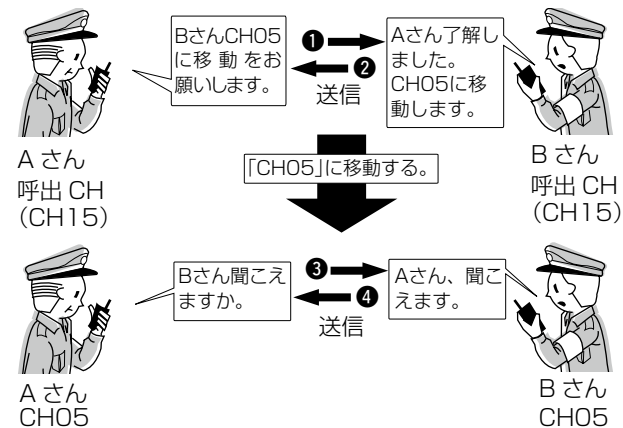 BさんCH05
に移動をお
願いします。
❶
❷
送信
Aさん了解し
ました。
CH05に移
動します。
Aさん
呼出CH
（CH15）
Bさん
呼出CH
（CH15）
「CH05」に移動する。
Bさん聞こえ
ますか。
❸
❹
送信
Aさん、聞こ
えます。
Aさん
CH05
Bさん
CH05